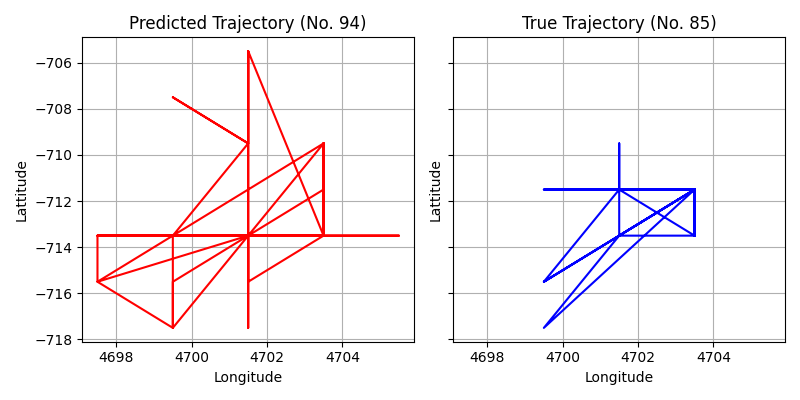 Predicted Trajectory (No. 94)
True Trajectory (No. 85)
−706
−708
−710
−712
−714
−716
−718
Lattitude
Lattitude
4698
4700
4702
4704
4698
4700
4702
4704
Longitude
Longitude